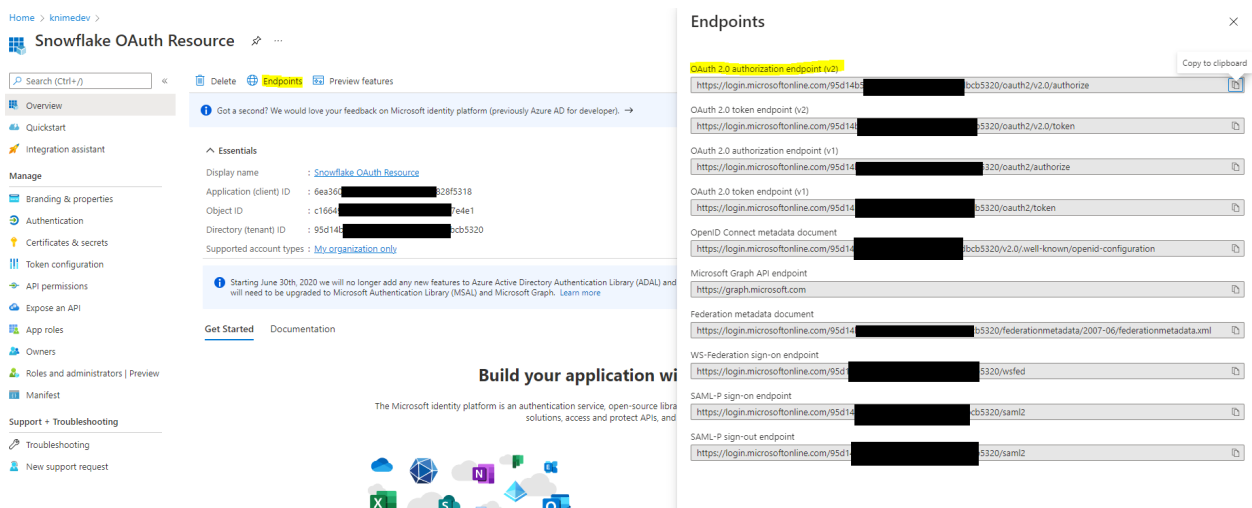 Home > knimedev >
Snowflake OAuth Resource
Search (Ctrl+/)
Overview
Quickstart
Integration assistant
Manage
Branding & properties
Authentication
Certificates & secrets
Token configuration
API permissions
Expose an API
App roles
Owners
Roles and administrators | Preview
Manifest
Support + Troubleshooting
Troubleshooting
New support request
Delete Endpoints Preview features
Got a second? We would love your feedback on Microsoft identity platform (previously Azure AD for developer). →
Essentials
Display name : Snowflake OAuth Resource
Application (client) ID : 6ea360 828f5318
Object ID : c1664 7e4e1
Directory (tenant) ID : 95d14b bcb5320
Supported account types : My organization only
Starting June 30th, 2020 we will no longer add any new features to Azure Active Directory Authentication Library (ADAL) and
will need to be upgraded to Microsoft Authentication Library (MSAL) and Microsoft Graph. Learn more
Get Started Documentation
Build your application wi
The Microsoft identity platform is an authentication service, open-source libra
solutions, access and protect APIs, and
Endpoints
Copy to clipboard
OAuth 2.0 authorization endpoint (v2)
https://login.microsoftonline.com/95d14b5 bcb5320/oauth2/v2.0/authorize
OAuth 2.0 token endpoint (v2)
https://login.microsoftonline.com/95d14b 5320/oauth2/v2.0/token
OAuth 2.0 authorization endpoint (v1)
https://login.microsoftonline.com/95d14 5320/oauth2/authorize
OAuth 2.0 token endpoint (v1)
https://login.microsoftonline.com/95d14 b5320/oauth2/token
OpenID Connect metadata document
https://login.microsoftonline.com/95d14 bcb5320/v2.0/.well-known/openid-configuration
Microsoft Graph API endpoint
https://graph.microsoft.com
Federation metadata document
https://login.microsoftonline.com/95d14 b5320/federationmetadata/2007-06/federationmetadata.xml
WS-Federation sign-on endpoint
https://login.microsoftonline.com/95d1 5320/wsfed
SAML-P sign-on endpoint
https://login.microsoftonline.com/95d14 cb5320/saml2
SAML-P sign-out endpoint
https://login.microsoftonline.com/95d1 5320/saml2